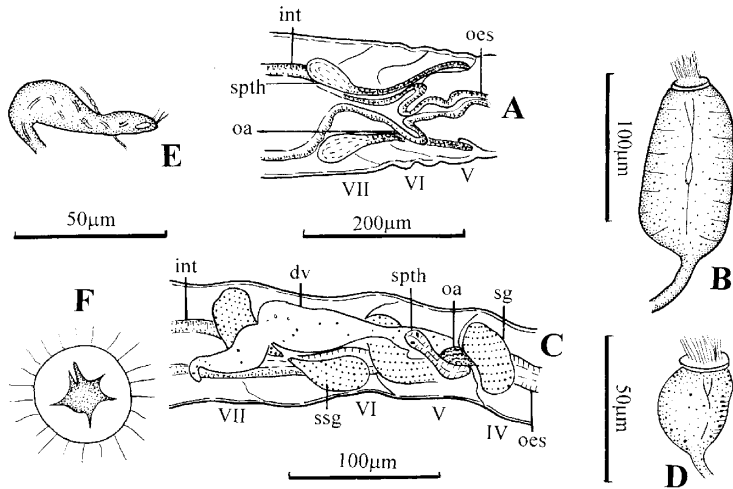 int
oes
spth
A
oa
E
VII
VI
V
50µm
200µm
100µm
B
F
int
dv
spth
oa
sg
C
VII
ssg
VI
V
IV
oes
100µm
50µm
D